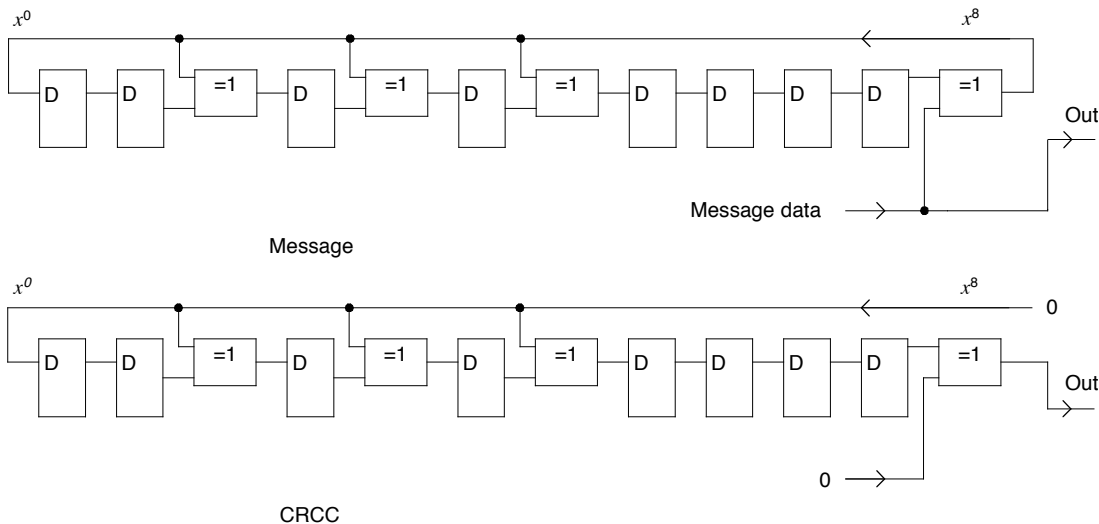 x⁰ x⁸
D D =1 D =1 D =1 D D D D =1
Out
Message data
Message
x⁰ x⁸
0
D D =1 D =1 D =1 D D D D =1
Out
0
CRCC